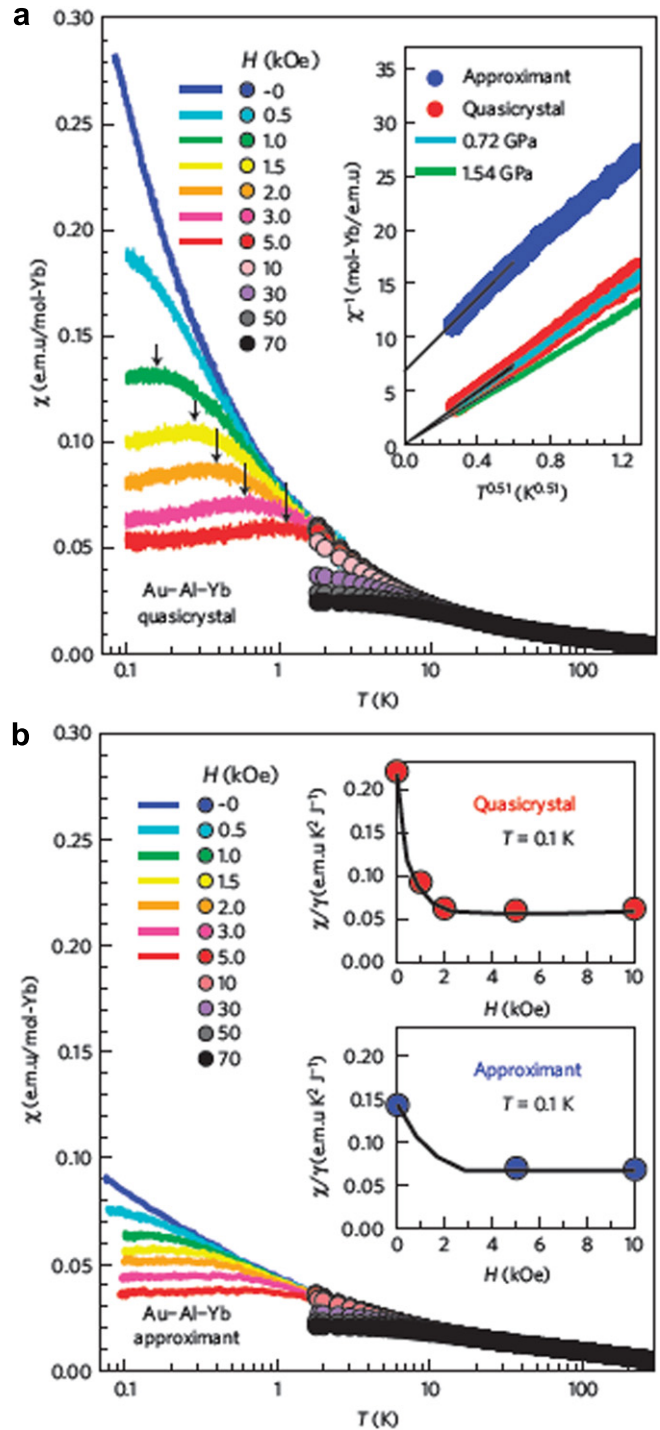 a
0.30
0.25
0.20
0.15
0.10
0.05
0.00
χ (e.m.u/mol-Yb)
H (kOe)
-0
0.5
1.0
1.5
2.0
3.0
5.0
10
30
50
70
Au-Al-Yb
quasicrystal
0.1 1 10 100
T (K)
35
30
25
20
15
10
5
0
χ⁻¹ (mol-Yb/e.m.u)
Approximant
Quasicrystal
0.72 GPa
1.54 GPa
0.0 0.4 0.8 1.2
T^0.51 (K^0.51)
b
0.30
0.25
0.20
0.15
0.10
0.05
0.00
χ (e.m.u/mol-Yb)
H (kOe)
-0
0.5
1.0
1.5
2.0
3.0
5.0
10
30
50
70
Au-Al-Yb
approximant
0.1 1 10 100
T (K)
0.20
0.15
0.10
0.05
0.00
χ/γ (e.m.u K² J⁻¹)
Quasicrystal
T = 0.1 K
0 2 4 6 8 10
H (kOe)
0.20
0.15
0.10
0.05
0.00
χ/γ (e.m.u K² J⁻¹)
Approximant
T = 0.1 K
0 2 4 6 8 10
H (kOe)